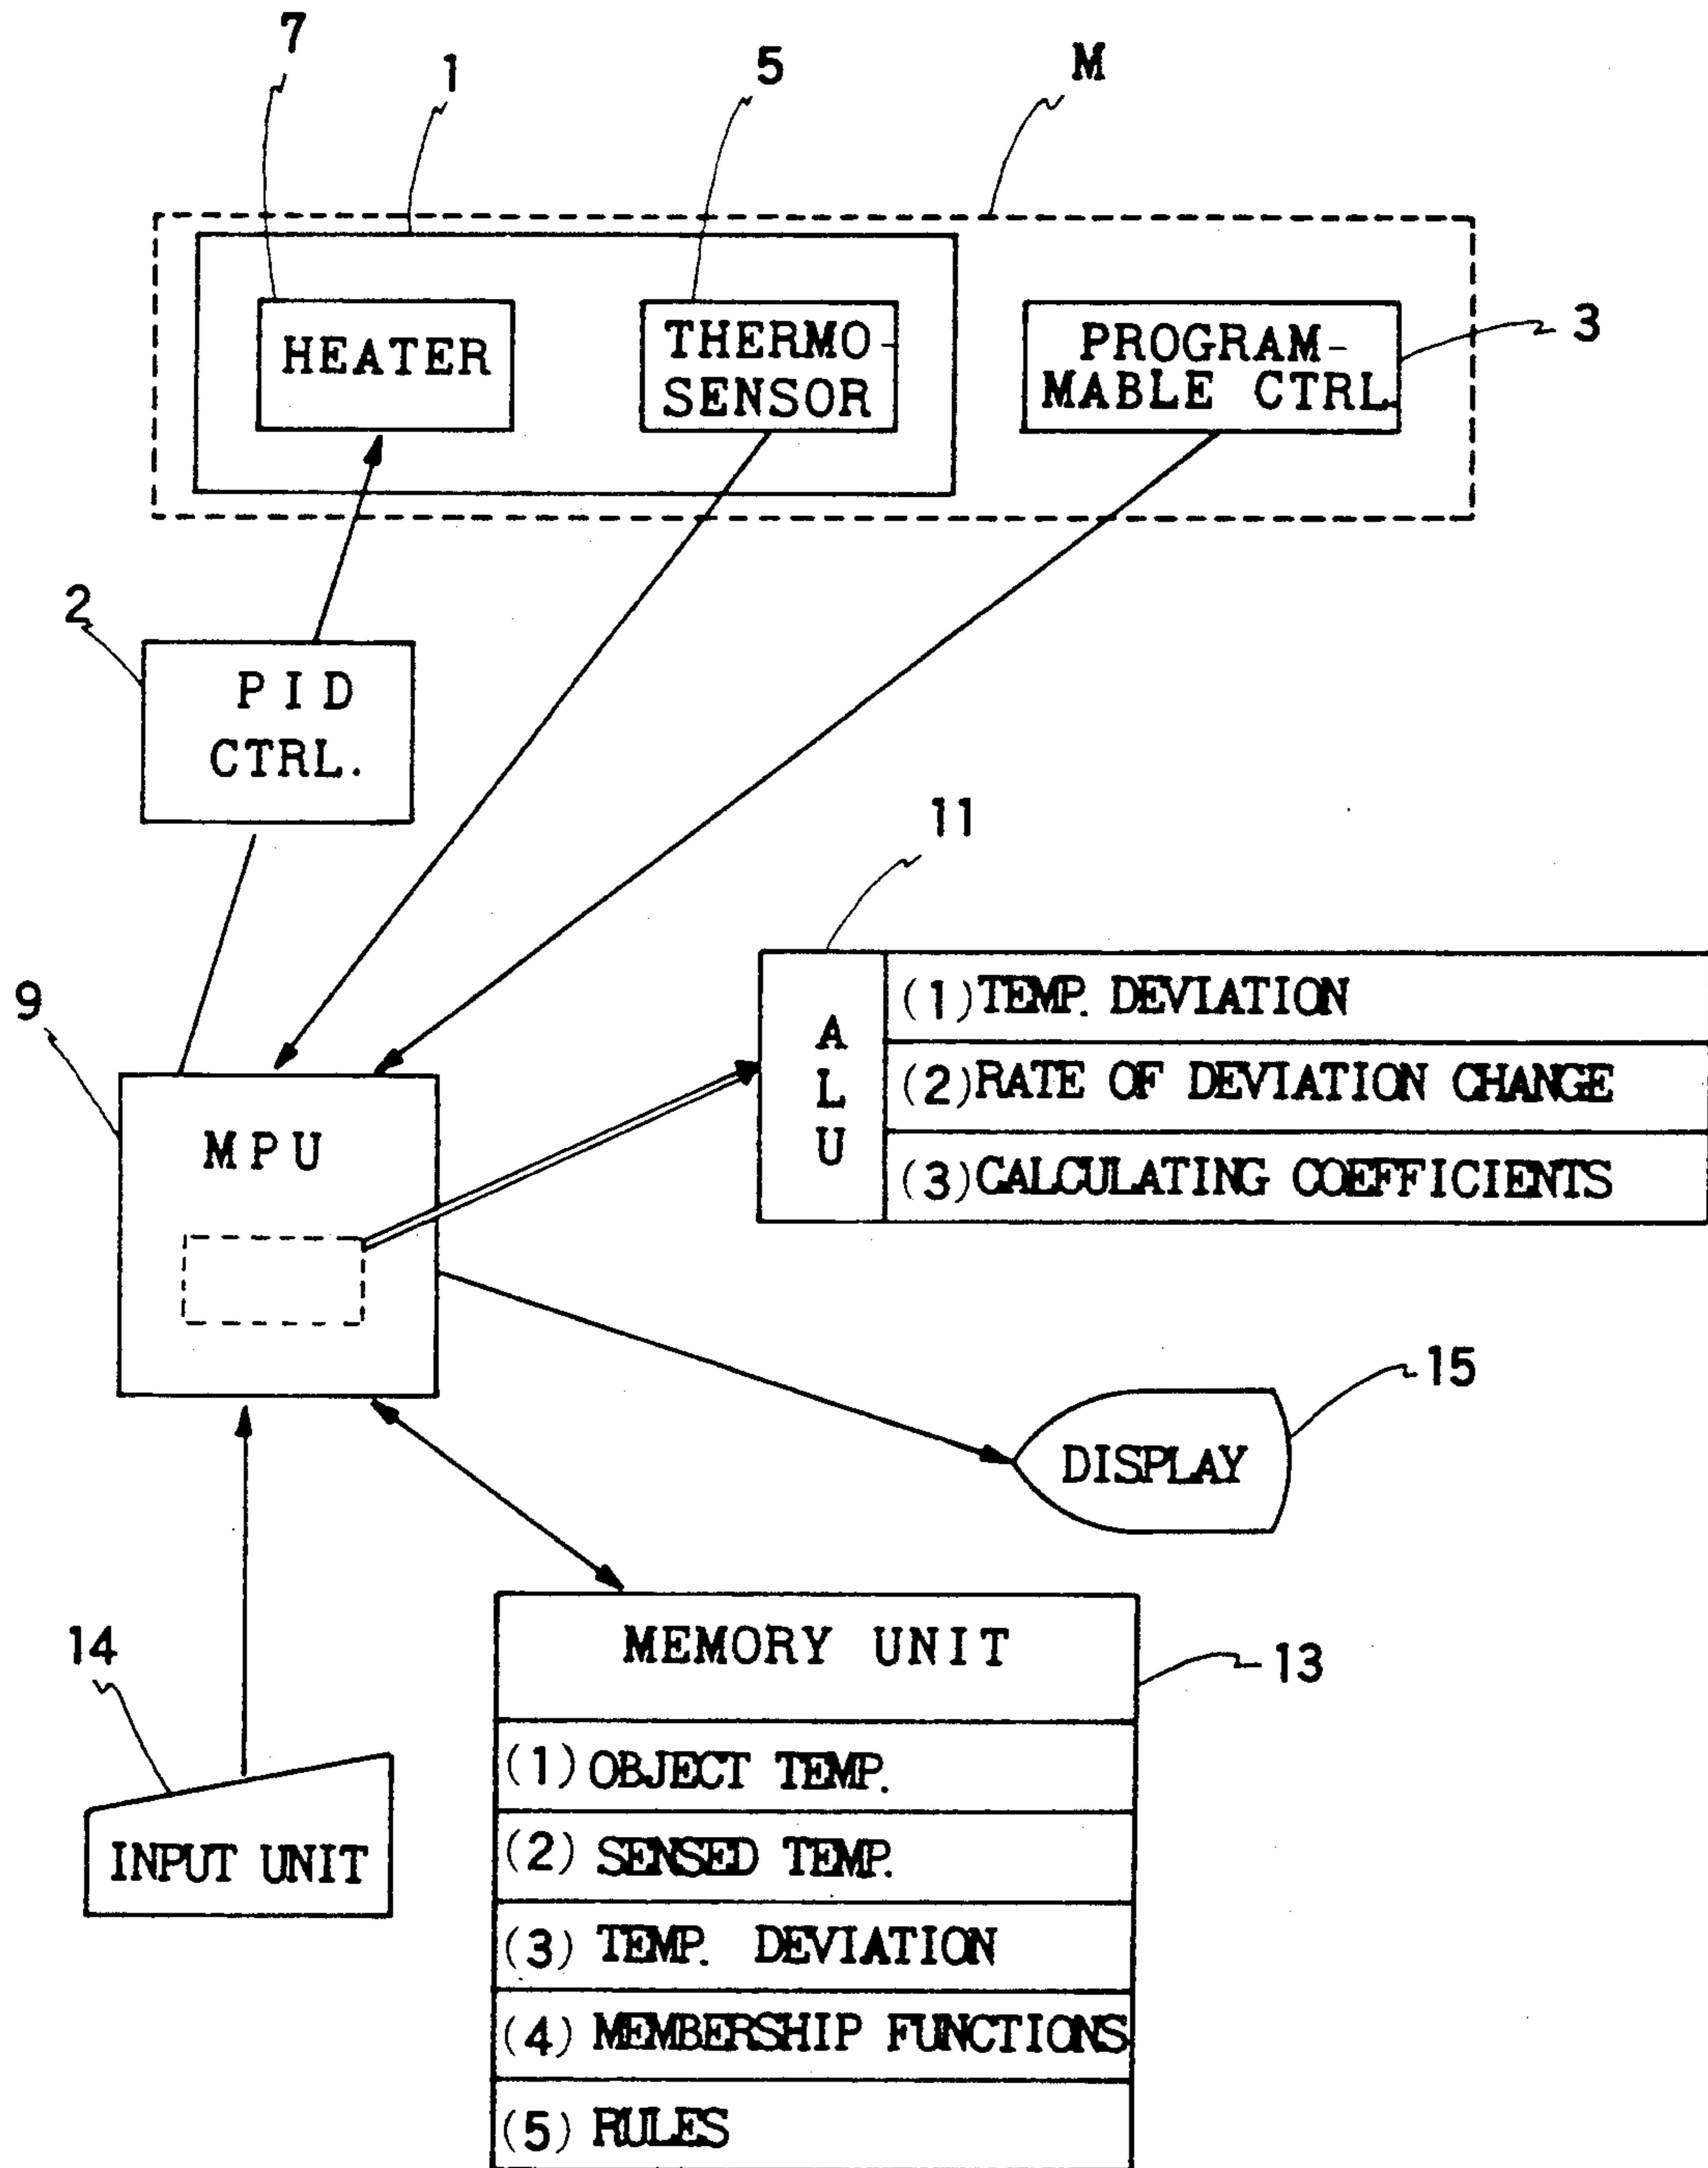 7
1
5
M
HEATER
THERMO-
SENSOR
PROGRAM-
MABLE CTRL.
3
2
PID
CTRL.
11
9
MPU
ALU
(1) TEMP. DEVIATION
(2) RATE OF DEVIATION CHANGE
(3) CALCULATING COEFFICIENTS
15
DISPLAY
14
INPUT UNIT
MEMORY UNIT
13
(1) OBJECT TEMP.
(2) SENSED TEMP.
(3) TEMP. DEVIATION
(4) MEMBERSHIP FUNCTIONS
(5) RULES